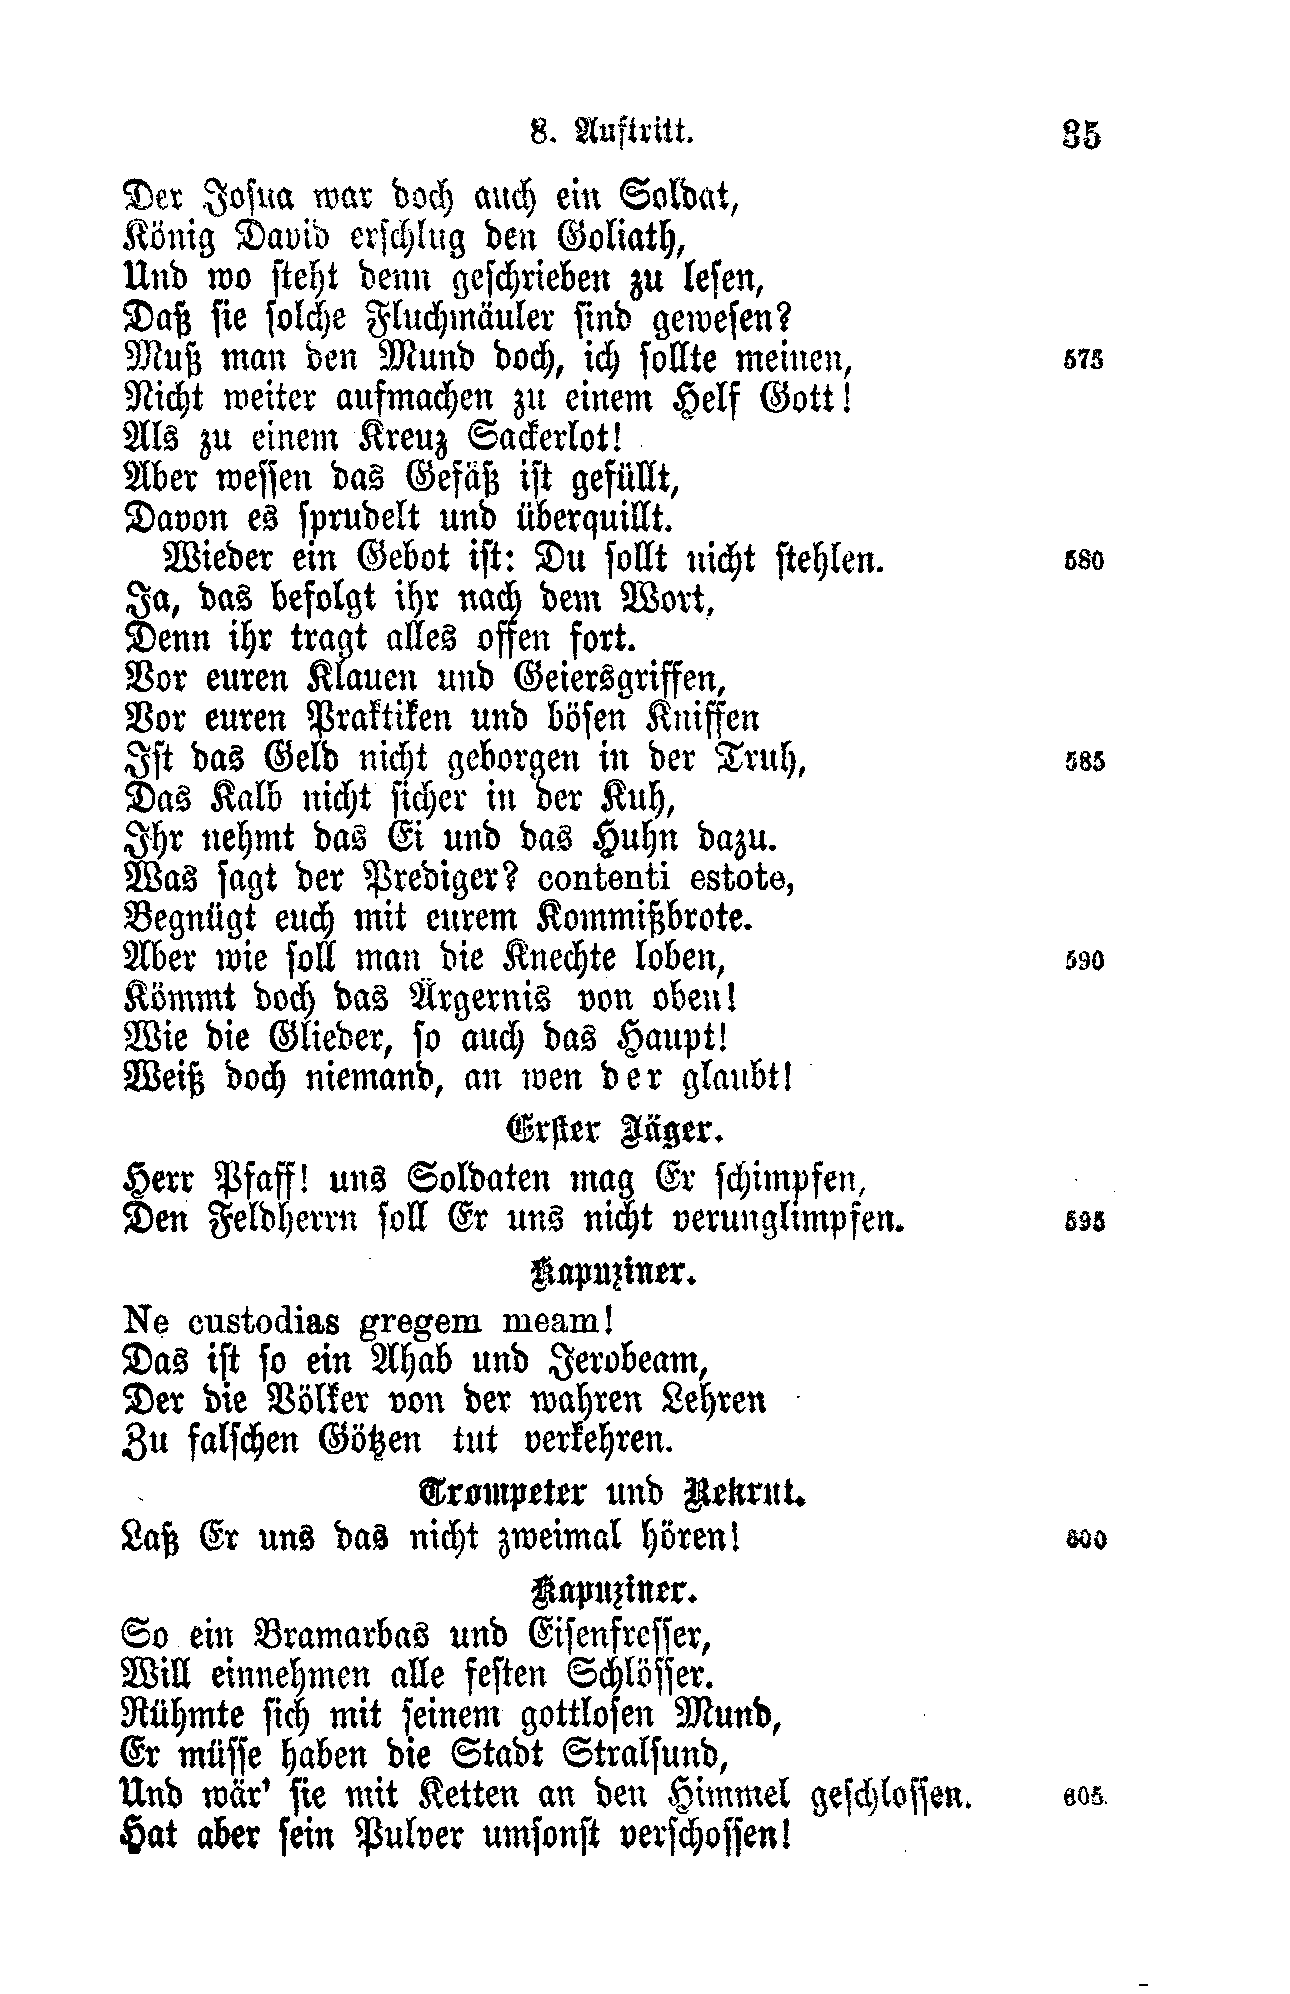 8. Auftritt. 35
Der Josua war doch auch ein Soldat,
König David erschlug den Goliath,
Und wo steht denn geschrieben zu lesen,
Daß sie solche Fluchmäuler sind gewesen?
Muß man den Mund doch, ich sollte meinen, 575
Nicht weiter aufmachen zu einem Helf Gott!
Als zu einem Kreuz Sackerlot!
Aber wessen das Gefäß ist gefüllt,
Davon es sprudelt und überquillt.
Wieder ein Gebot ist: Du sollt nicht stehlen. 580
Ja, das befolgt ihr nach dem Wort,
Denn ihr tragt alles offen fort.
Vor euren Klauen und Geiersgriffen,
Vor euren Praktiken und bösen Kniffen
Ist das Geld nicht geborgen in der Truh, 585
Das Kalb nicht sicher in der Kuh,
Ihr nehmt das Ei und das Huhn dazu.
Was sagt der Prediger? contenti estote,
Begnügt euch mit eurem Kommißbrote.
Aber wie soll man die Knechte loben, 590
Kömmt doch das Ärgernis von oben!
Wie die Glieder, so auch das Haupt!
Weiß doch niemand, an wen der glaubt!
Erster Jäger.
Herr Pfaff! uns Soldaten mag Er schimpfen,
Den Feldherrn soll Er uns nicht verunglimpfen. 595
Kapuziner.
Ne custodias gregem meam!
Das ist so ein Ahab und Jerobeam,
Der die Völker von der wahren Lehren
Zu falschen Götzen tut verkehren.
Trompeter und Rekrut.
Laß Er uns das nicht zweimal hören! 600
Kapuziner.
So ein Bramarbas und Eisenfresser,
Will einnehmen alle festen Schlösser.
Rühmte sich mit seinem gottlosen Mund,
Er müsse haben die Stadt Stralsund,
Und wär' sie mit Ketten an den Himmel geschlossen. 605
Hat aber sein Pulver umsonst verschossen!